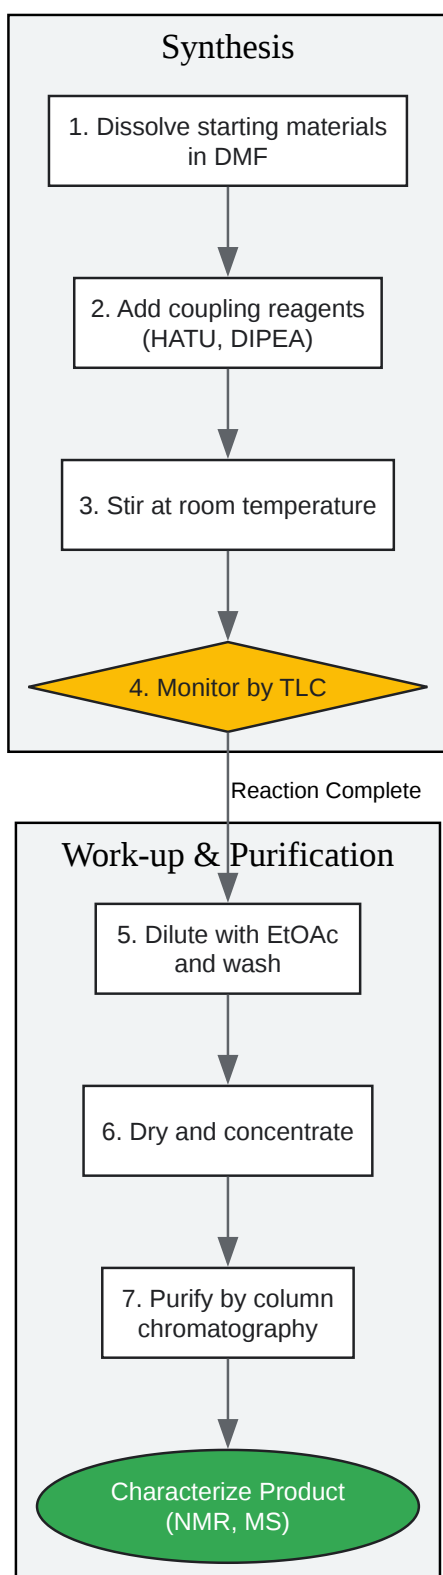 Synthesis
1. Dissolve starting materials
in DMF
2. Add coupling reagents
(HATU, DIPEA)
3. Stir at room temperature
4. Monitor by TLC
Reaction Complete
Work-up & Purification
5. Dilute with EtOAc
and wash
6. Dry and concentrate
7. Purify by column
chromatography
Characterize Product
(NMR, MS)